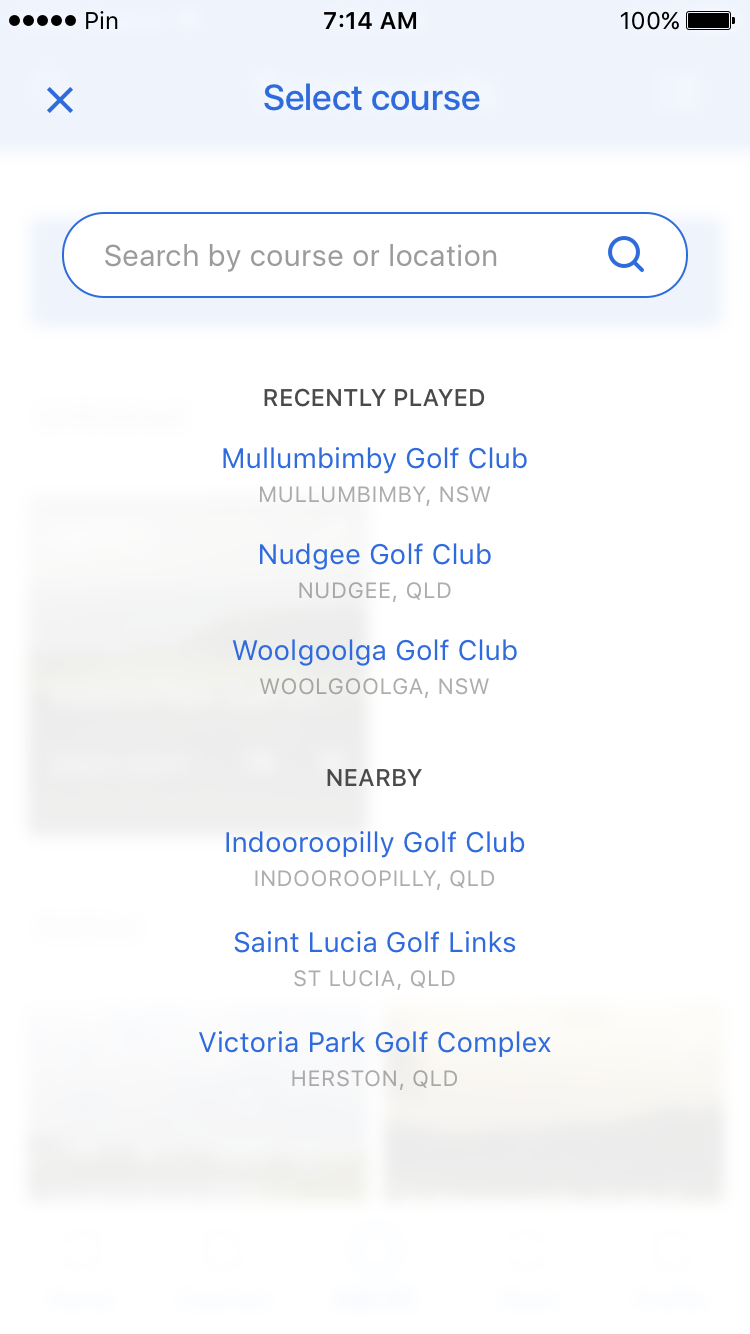 Pin 7:14 AM 100%
Select course
Search by course or location
RECENTLY PLAYED
Mullumbimby Golf Club
MULLUMBIMBY, NSW
Nudgee Golf Club
NUDGEE, QLD
Woolgoolga Golf Club
WOOLGOOLGA, NSW
NEARBY
Indooroopilly Golf Club
INDOOROOPILLY, QLD
Saint Lucia Golf Links
ST LUCIA, QLD
Victoria Park Golf Complex
HERSTON, QLD